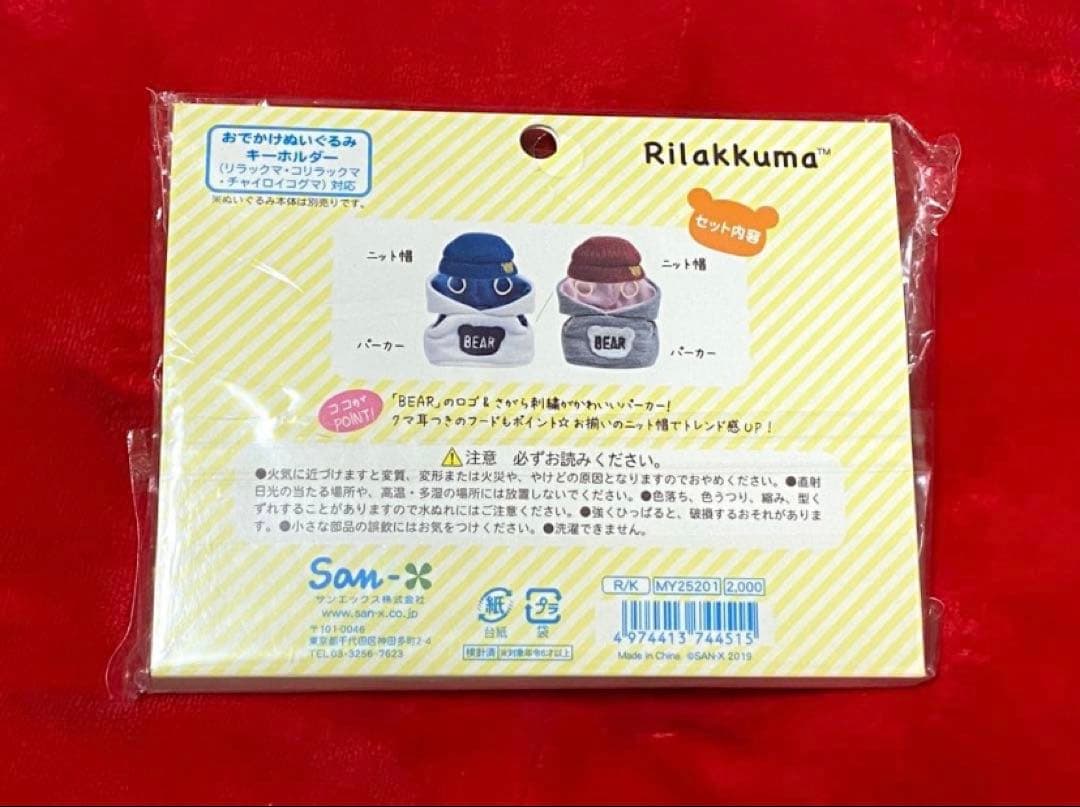 おでかけぬいぐるみ
キーホルダー
(リラックマ・コリラックマ
・チャイロイコグマ)対応
※ぬいぐるみ本体は別売りです。
Rilakkuma™
セット内容
ニット帽
ニット帽
BEAR
BEAR
パーカー
パーカー
ココが
POINT!
「BEAR」のロゴ&さがら刺繍がかわいいパーカー!
クマ耳つきのフードもポイント☆お揃いのニット帽でトレンド感UP!
注意 必ずお読みください。
●火気に近づけますと変質、変形または火災や、やけどの原因となりますのでおやめください。●直射
日光の当たる場所や、高温・多湿の場所には放置しないでください。●色落ち、色うつり、縮み、型く
ずれすることがありますので水ぬれにはご注意ください。●強くひっぱると、破損するおそれがありま
す。●小さな部品の誤飲にはお気をつけください。●洗濯できません。
San-X
サンエックス株式会社
www.san-x.co.jp
〒101-0046
東京都千代田区神田多町2-4
TEL 03-3256-7623
紙
台紙
プラ
袋
検針済
※対象年令6才以上
R/K MY25201 2,000
4974413 744515
Made in China. ©SAN-X 2019